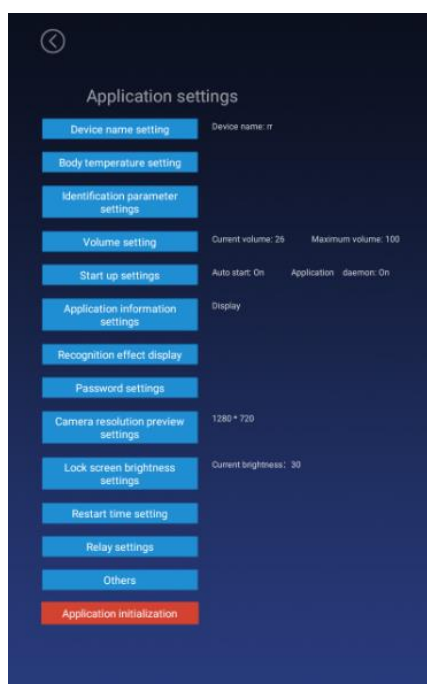 Application settings
Device name setting
Device name: rr
Body temperature setting
Identification parameter
settings
Volume setting
Current volume: 26 Maximum volume: 100
Start up settings
Auto start: On Application daemon: On
Application information
settings
Display
Recognition effect display
Password settings
Camera resolution preview
settings
1280 * 720
Lock screen brightness
settings
Current brightness: 30
Restart time setting
Relay settings
Others
Application initialization